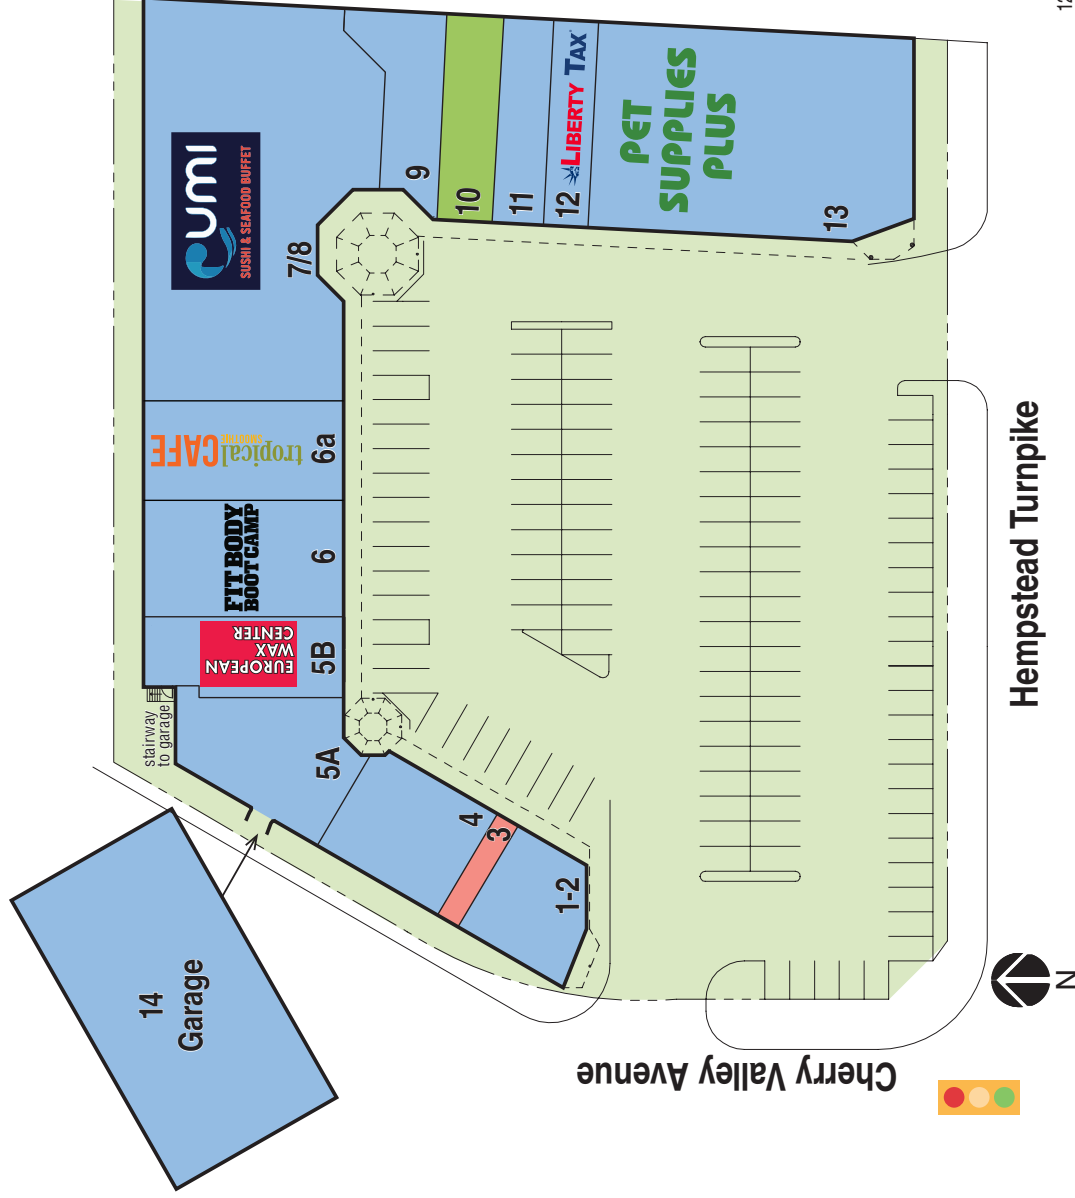 umi
SUSHI & SEAFOOD BUFFET
7/8
9
10
11
12
LIBERTY TAX
PET
SUPPLIES
PLUS
13
tropical
CAFE
6a
FIT BODY
BOOT CAMP
6
EUROPEAN
WAX
CENTER
5B
stairway
to garage
5A
4
3
1-2
14
Garage
Cherry Valley Avenue
Hempstead Turnpike
N